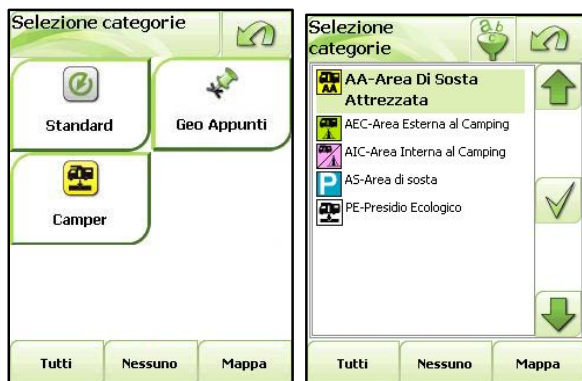 Selezione categorie
Standard
Geo Appunti
Camper
Tutti
Nessuno
Mappa
Selezione
categorie
a b
c
AA
AA-Area Di Sosta
Attrezzata
AEC-Area Esterna al Camping
AIC-Area Interna al Camping
P
AS-Area di sosta
PE-Presidio Ecologico
Tutti
Nessuno
Mappa